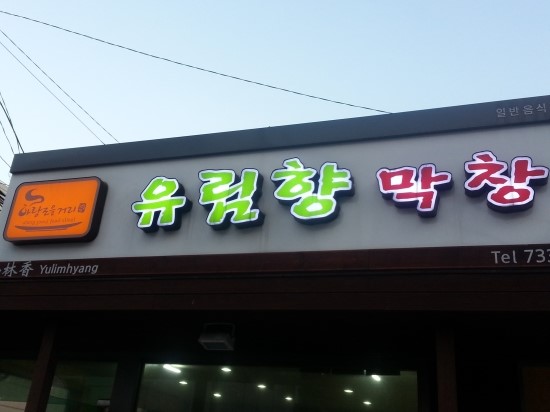 일반음식
유림향 막창
林香 Yulimhyang
Tel 733